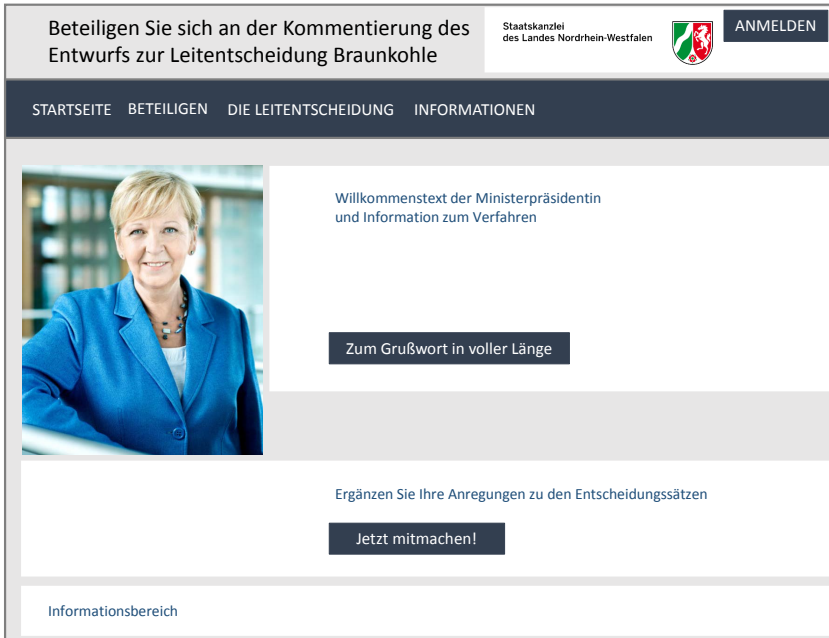 Beteiligen Sie sich an der Kommentierung des
Entwurfs zur Leitentscheidung Braunkohle
Staatskanzlei
des Landes Nordrhein-Westfalen
ANMELDEN
STARTSEITE BETEILIGEN DIE LEITENTSCHEIDUNG INFORMATIONEN
Willkommenstext der Ministerpräsidentin
und Information zum Verfahren
Zum Grußwort in voller Länge
Ergänzen Sie Ihre Anregungen zu den Entscheidungssätzen
Jetzt mitmachen!
Informationsbereich